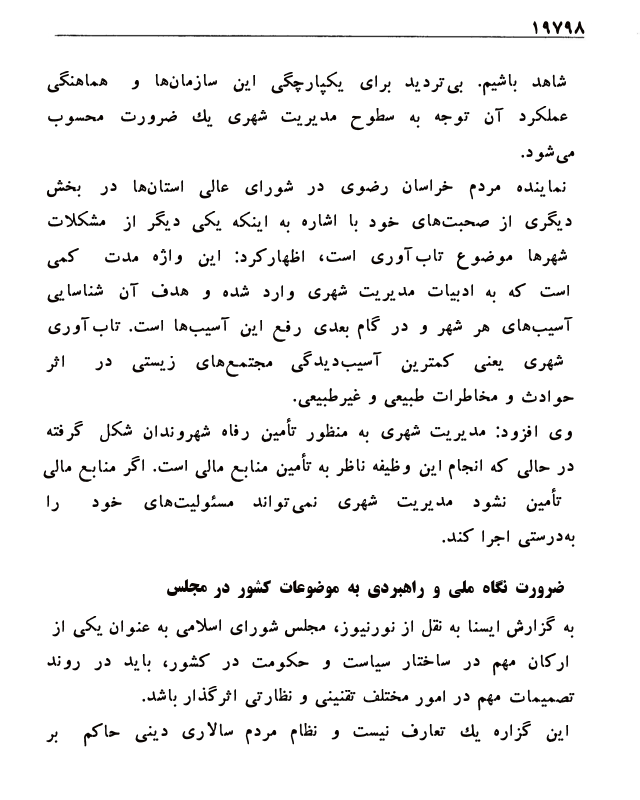 ۱۹۷۹۸
شاهد باشیم. بی‌تردید برای یکپارچگی این سازمان‌ها و هماهنگی
عملکرد آن توجه به سطوح مدیریت شهری یك ضرورت محسوب
می‌شود.
نماینده مردم خراسان رضوی در شورای عالی استان‌ها در بخش
دیگری از صحبت‌های خود با اشاره به اینکه یکی دیگر از مشکلات
شهرها موضوع تاب‌آوری است، اظهارکرد: این واژه مدت کمی
است که به ادبیات مدیریت شهری وارد شده و هدف آن شناسایی
آسیب‌های هر شهر و در گام بعدی رفع این آسیب‌ها است. تاب‌آوری
شهری یعنی کمترین آسیب‌دیدگی مجتمع‌های زیستی در اثر
حوادث و مخاطرات طبیعی و غیرطبیعی.
وی افزود: مدیریت شهری به منظور تأمین رفاه شهروندان شکل گرفته
در حالی که انجام این وظیفه ناظر به تأمین منابع مالی است. اگر منابع مالی
تأمین نشود مدیریت شهری نمی‌تواند مسئولیت‌های خود را
به‌درستی اجرا کند.
ضرورت نگاه ملی و راهبردی به موضوعات کشور در مجلس
به گزارش ایسنا به نقل از نورنیوز، مجلس شورای اسلامی به عنوان یکی از
ارکان مهم در ساختار سیاست و حکومت در کشور، باید در روند
تصمیمات مهم در امور مختلف تقنینی و نظارتی اثرگذار باشد.
این گزاره یك تعارف نیست و نظام مردم سالاری دینی حاکم بر